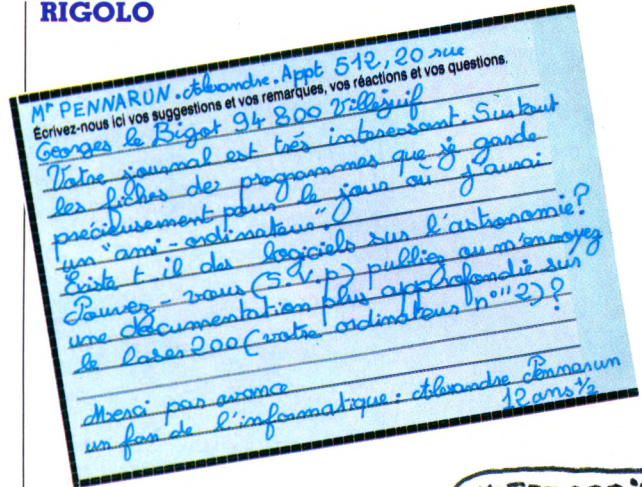 RIGOLO
Mr PENNARUN. Alexandre. Appt 512, 20 rue
Écrivez-nous ici vos suggestions et vos remarques, vos réactions et vos questions.
Georges le Bigot 94 800 Villejuif
Votre journal est trés interessant. Surtout
les fiches des programmes que je garde
précieusement pour le jour où j'aurai
un "ami-ordinateur".
Existe t il des logiciels sur l'astronomie?
Pouvez-vous (S.V.p) publiez ou m'envoyez
une documentation plus approfondie sur
le laser 200 (votre ordinateur n° "2)?
Merci par avance
un fan de l'informatique: Alexandre Pennarun
12 ans ½